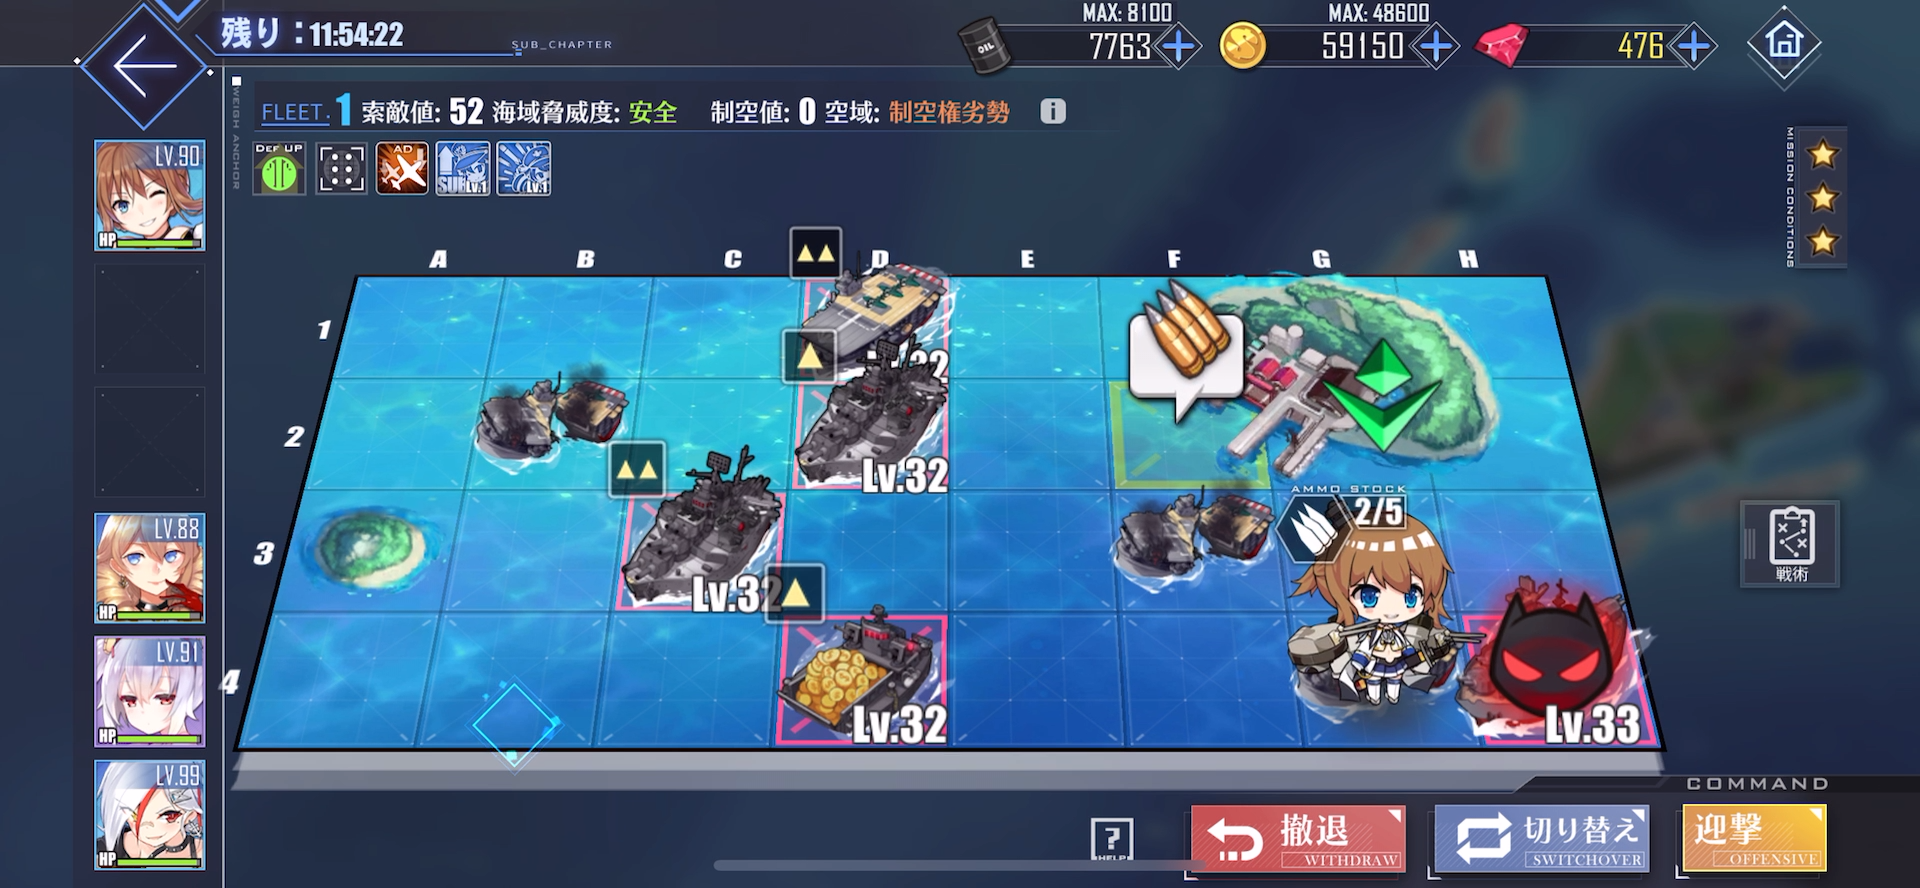 残り：11:54:22
SUB_CHAPTER
MAX: 8100
7763
MAX: 48600
59150
476
OIL
WEIGH ANCHOR
FLEET. 1 索敵値: 52 海域脅威度: 安全 制空値: 0 空域: 制空権劣勢
DEF UP
AD
SUB Lv.1
Lv.1
MISSION CONDITIONS
LV.90
HP
LV.88
HP
LV.91
HP
LV.99
HP
A B C D E F G H
1
2
3
4
Lv.32
Lv.32
Lv.32
Lv.33
AMMO STOCK
2/5
戦術
COMMAND
?
HELP
撤退
WITHDRAW
切り替え
SWITCHOVER
迎撃
OFFENSIVE